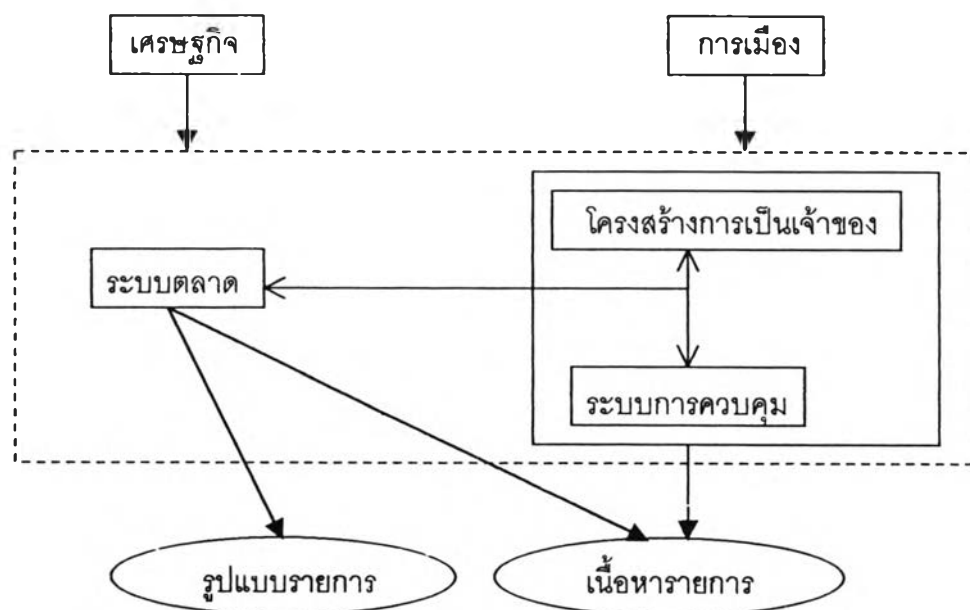 เศรษฐกิจ
การเมือง
โครงสร้างการเป็นเจ้าของ
ระบบตลาด
ระบบการควบคุม
รูปแบบรายการ
เนื้อหารายการ